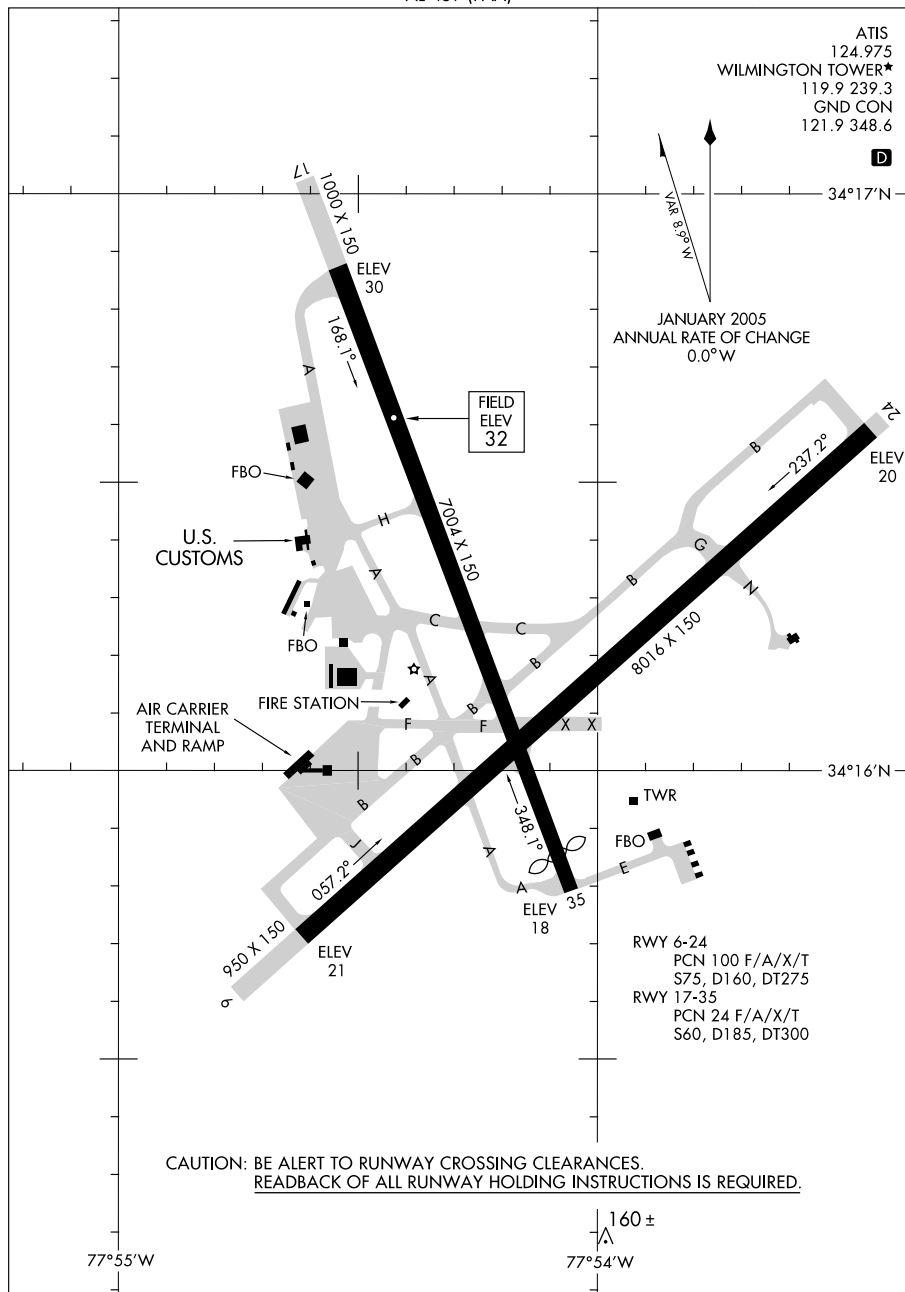 ATIS
124.975
WILMINGTON TOWER★
119.9 239.3
GND CON
121.9 348.6
D
17
1000 X 150
34°17'N
VAR 8.9° W
ELEV
30
JANUARY 2005
ANNUAL RATE OF CHANGE
0.0° W
168.1°
A
FIELD
ELEV
32
24
B
237.2°
ELEV
20
FBO
7004 X 150
H
U.S.
CUSTOMS
G
A
B
N
FBO
C
C
8016 X 150
B
A
FIRE STATION
B
AIR CARRIER
TERMINAL
AND RAMP
F
F
X
X
B
34°16'N
B
TWR
348.1°
J
A
FBO
057.2°
E
A
35
ELEV
18
950 X 150
ELEV
21
6
RWY 6-24
PCN 100 F/A/X/T
S75, D160, DT275
RWY 17-35
PCN 24 F/A/X/T
S60, D185, DT300
CAUTION: BE ALERT TO RUNWAY CROSSING CLEARANCES.
READBACK OF ALL RUNWAY HOLDING INSTRUCTIONS IS REQUIRED.
160 ±
77°55'W
77°54'W